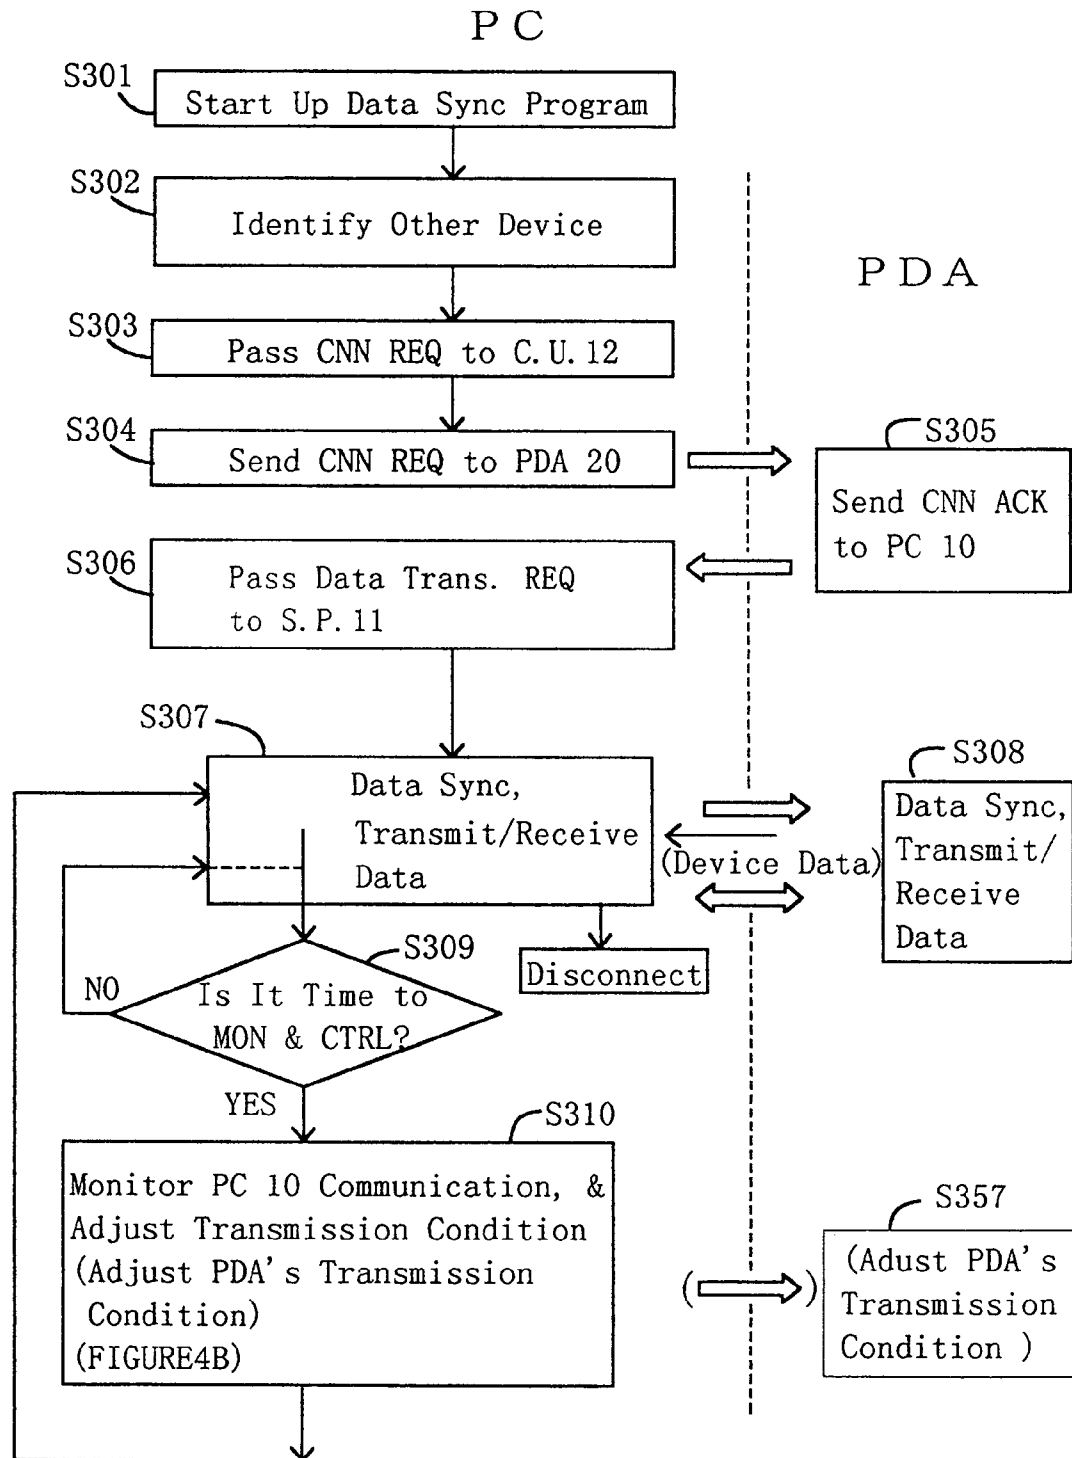 PC
S301
Start Up Data Sync Program
S302
Identify Other Device
PDA
S303
Pass CNN REQ to C.U.12
S304
Send CNN REQ to PDA 20
S305
Send CNN ACK
to PC 10
S306
Pass Data Trans. REQ
to S.P.11
S307
Data Sync,
Transmit/Receive
Data
(Device Data)
S308
Data Sync,
Transmit/
Receive
Data
Disconnect
S309
Is It Time to
MON & CTRL?
NO
YES
S310
Monitor PC 10 Communication, &
Adjust Transmission Condition
(Adjust PDA's Transmission
Condition)
(FIGURE4B)
( )
S357
(Adust PDA's
Transmission
Condition )